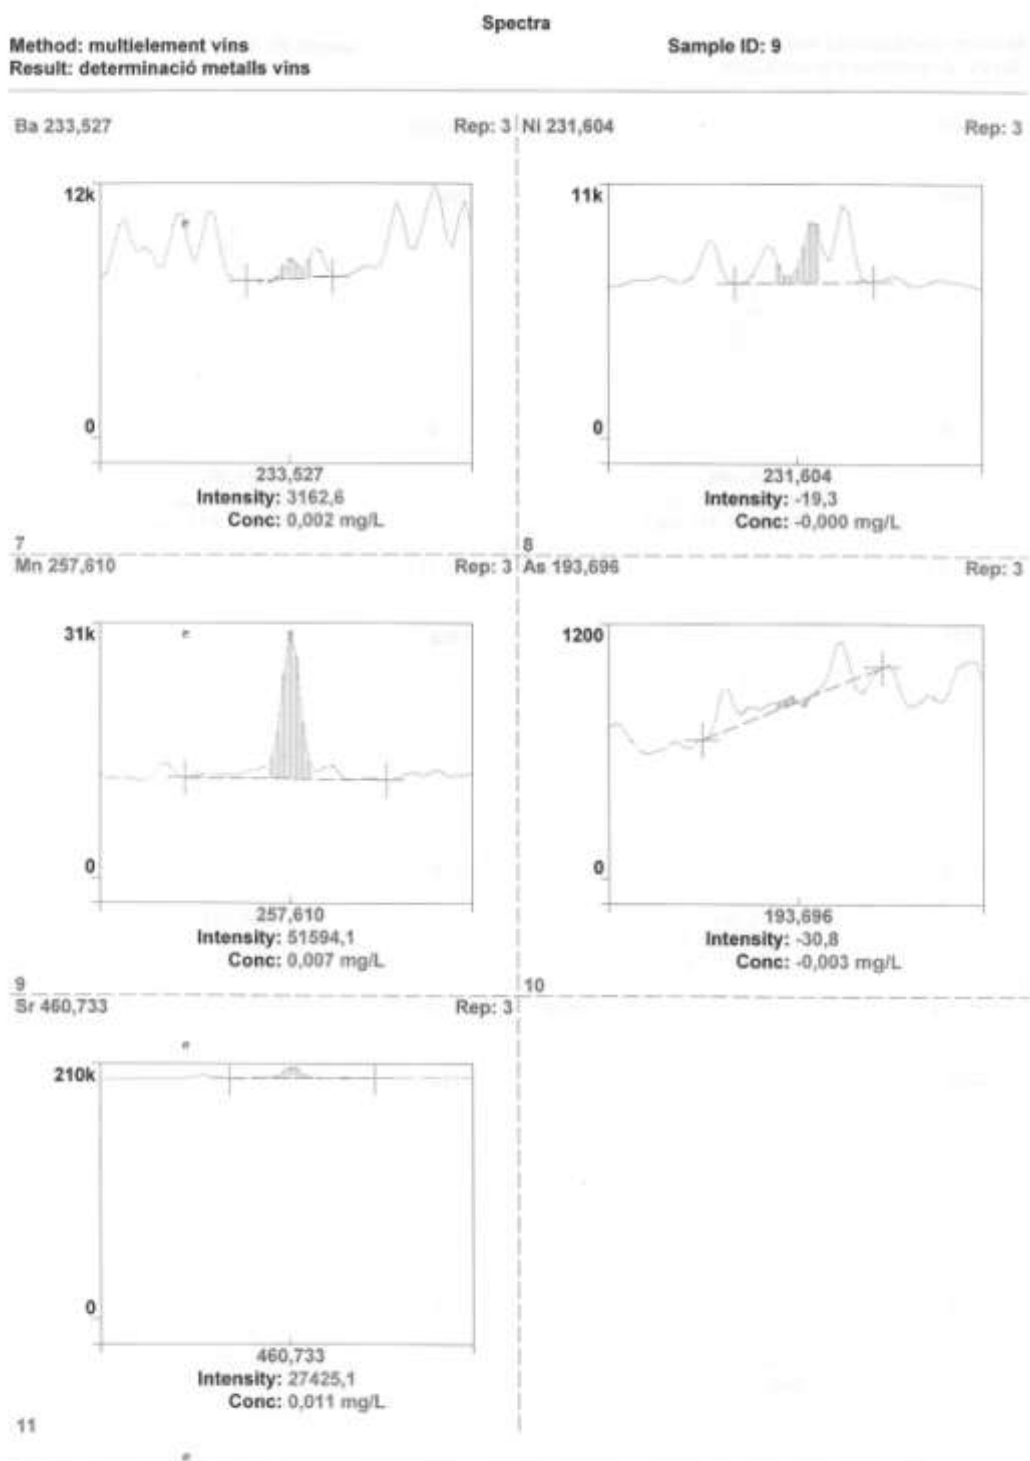 Spectra
Method: multielement vins
Sample ID: 9
Result: determinació metalls vins
Ba 233,527
Rep: 3
12k
0
233,527
Intensity: 3162,6
Conc: 0,002 mg/L
7
Ni 231,604
Rep: 3
11k
0
231,604
Intensity: -19,3
Conc: -0,000 mg/L
8
Mn 257,610
Rep: 3
31k
0
257,610
Intensity: 51594,1
Conc: 0,007 mg/L
9
As 193,696
Rep: 3
1200
0
193,696
Intensity: -30,8
Conc: -0,003 mg/L
10
Sr 460,733
Rep: 3
210k
0
460,733
Intensity: 27425,1
Conc: 0,011 mg/L
11